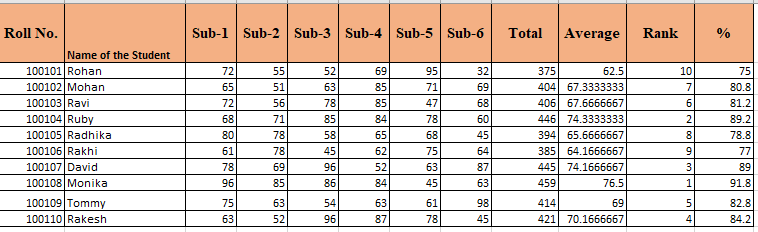 Roll No. Name of the Student Sub-1 Sub-2 Sub-3 Sub-4 Sub-5 Sub-6 Total Average Rank %
100101 Rohan 72 55 52 69 95 32 375 62.5 10 75
100102 Mohan 65 51 63 85 71 69 404 67.3333333 7 80.8
100103 Ravi 72 56 78 85 47 68 406 67.6666667 6 81.2
100104 Ruby 68 71 85 84 78 60 446 74.3333333 2 89.2
100105 Radhika 80 78 58 65 68 45 394 65.6666667 8 78.8
100106 Rakhi 61 78 45 62 75 64 385 64.1666667 9 77
100107 David 78 69 96 52 63 87 445 74.1666667 3 89
100108 Monika 96 85 86 84 45 63 459 76.5 1 91.8
100109 Tommy 75 63 54 63 61 98 414 69 5 82.8
100110 Rakesh 63 52 96 87 78 45 421 70.1666667 4 84.2